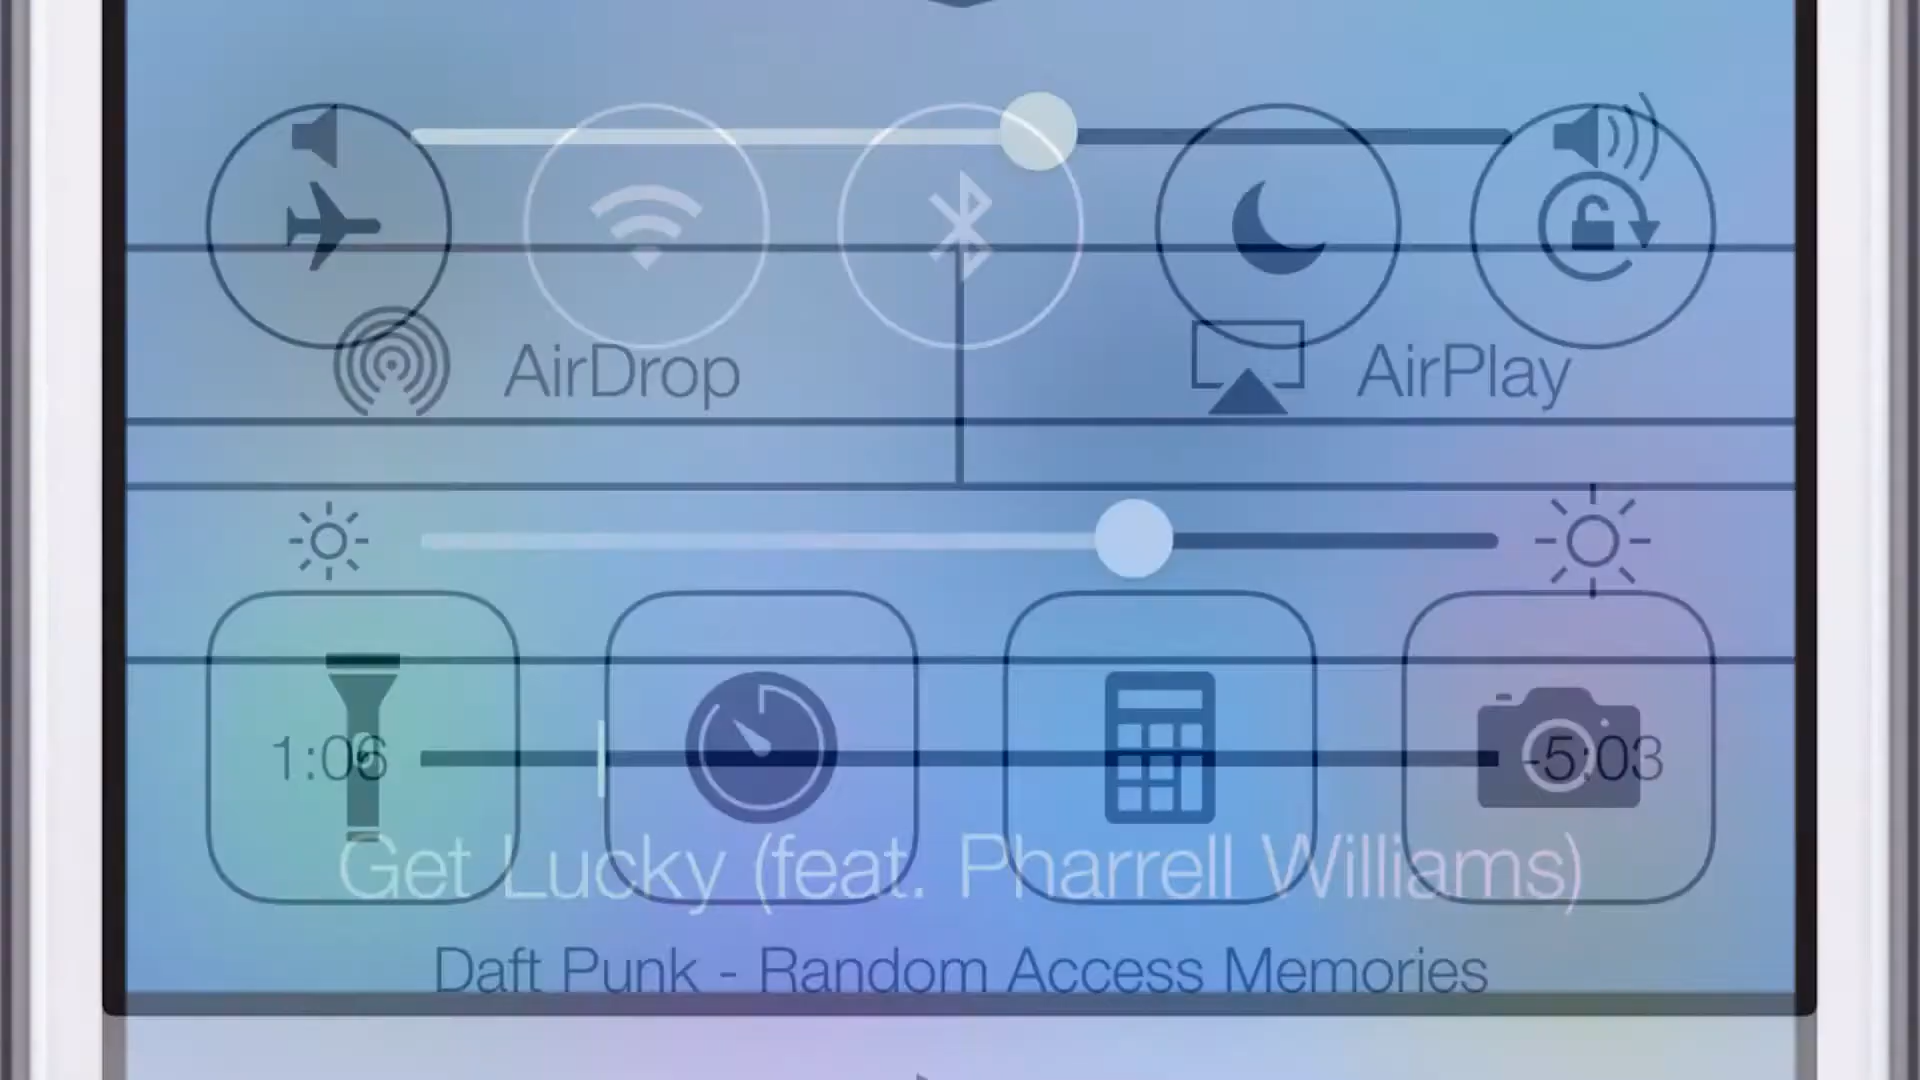 AirDrop
AirPlay
1:06
-5:03
Get Lucky (feat. Pharrell Williams)
Daft Punk - Random Access Memories